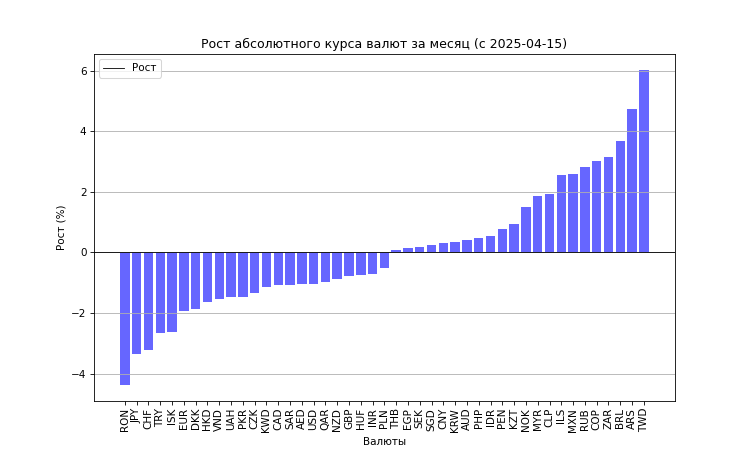 Рост абсолютного курса валют за месяц (с 2025-04-15)
Рост
6
4
2
0
−2
−4
Рост (%)
RON JPY CHF TRY ISK EUR DKK HKD VND UAH PKR CZK KWD CAD SAR AED USD QAR NZD GBP HUF INR PLN THB EGP SEK SGD CNY KRW AUD PHP IDR PEN KZT NOK MYR CLP ILS MXN RUB COP ZAR BRL ARS TWD
Валюты